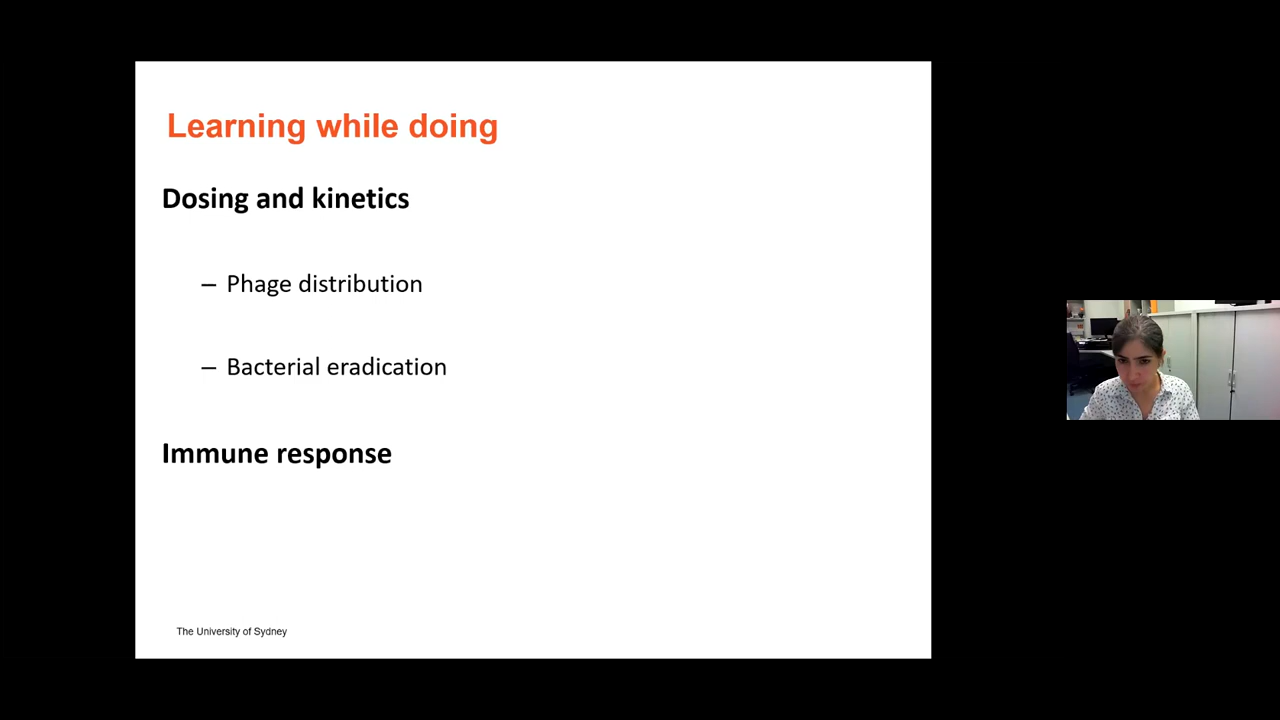 Learning while doing
Dosing and kinetics
– Phage distribution
– Bacterial eradication
Immune response
The University of Sydney